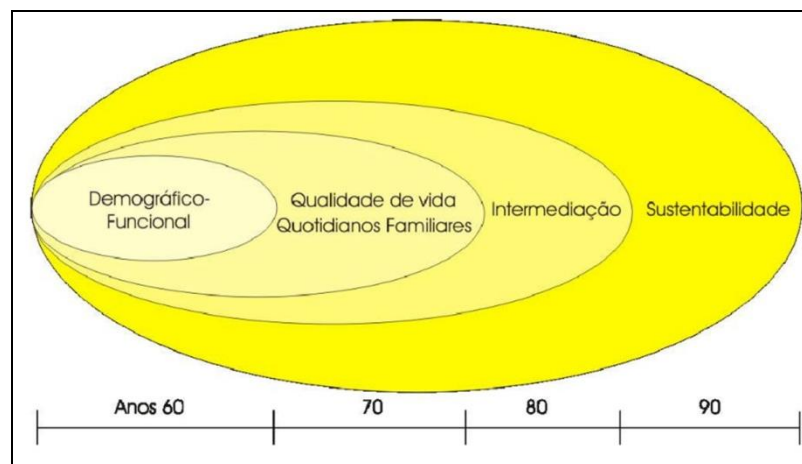 Demográfico-
Funcional
Qualidade de vida
Quotidianos Familiares
Intermediação
Sustentabilidade
Anos 60
70
80
90